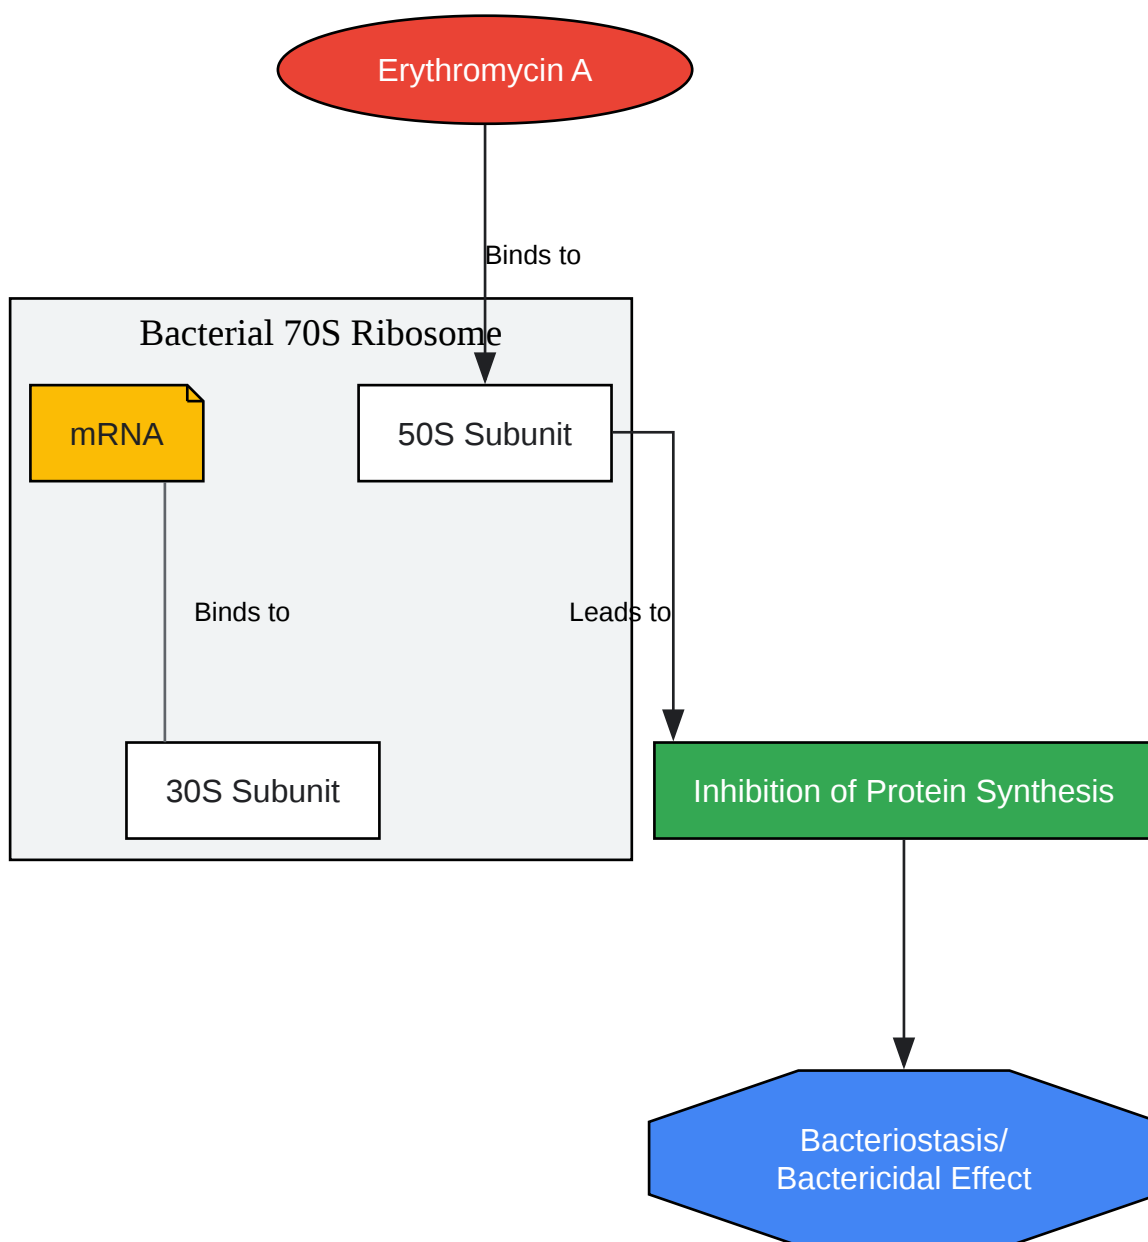 Erythromycin A
Binds to
Bacterial 70S Ribosome
mRNA
50S Subunit
Binds to
Leads to
30S Subunit
Inhibition of Protein Synthesis
Bacteriostasis/
Bactericidal Effect